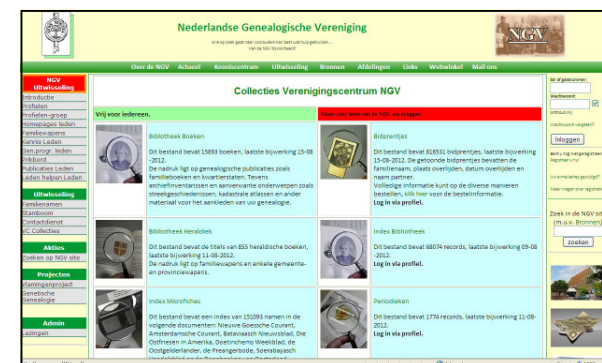 Nederlandse Genealogische Vereniging
NGV
Over de NGV Actueel Kenniscentrum Uitwisseling Bronnen Afdelingen Links Webwinkel Mail ons
NGV
Uitwisseling
Introductie
Profielen
Profielen-groep
Homepages leden
Familiewapens
Kennis Leden
Gen.progr. leden
Prikbord
Publicaties Leden
Leden helpen Leden
Uitwisseling
Familienamen
Stamboom
Contactdienst
VC Collecties
Akties
Zoeken op NGV site
Projecten
Vlamingenproject
Genetische
Genealogie
Admin
Lezingen
Collecties Verenigingscentrum NGV
Vrij voor iedereen.
Bibliotheek Boeken
Dit bestand bevat 15893 boeken, laatste bijwerking 15-08
-2012.
De nadruk ligt op genealogische publicaties zoals
familieboeken en kwartierstaten. Tevens
archiefinventarissen en aanverwante onderwerpen zoals
streekgeschiedenissen, kadastrale atlassen en ander
materiaal voor het aankleden van uw genealogie.
Bidprentjes
Dit bestand bevat 816531 bidprentjes, laatste bijwerking
15-08-2012. De getoonde bidprentjes bevatten de
familienaam, plaats overlijden, datum overlijden en
naam partner.
Volledige informatie kunt op de diverse manieren
bestellen, klik hier voor de bestelinformatie.
Log in via profiel.
Bibliotheek Heraldiek
Dit bestand bevat de titels van 855 heraldische boeken,
laatste bijwerking 11-08-2012.
De nadruk ligt op familiewapens en enkele gemeente-
en provinciewapens.
Index Bibliotheek
Dit bestand bevat 68074 records, laatste bijwerking 09-08
-2012.
Log in via profiel.
Index Microfiches
Dit bestand bevat een index van 151093 namen in de
volgende documenten: Nieuwe Goessche Courant,
Amsterdamsche Courant, Bataviaasch Nieuwsblad, Die
Ostfriesen in Amerika, Doetinchems Weekblad, de
Oostgelderlander, de Preangerbode, Soerabayasch
Periodieken
Dit bestand bevat 1774 records, laatste bijwerking 11-08-
2012.
Log in via profiel.
Wachtwoord:
Inloggen
Zoek in de NGV sit
(m.u.v. Bronnen)
zoeken